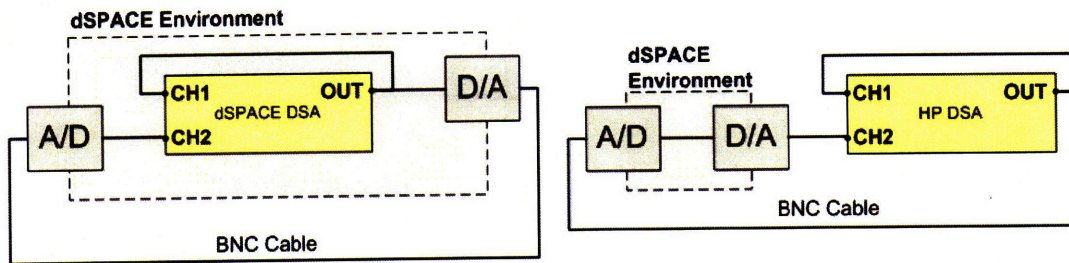 dSPACE Environment
CH1
OUT
D/A
dSPACE DSA
A/D
CH2
BNC Cable
dSPACE
Environment
CH1
OUT
HP DSA
A/D
D/A
CH2
BNC Cable